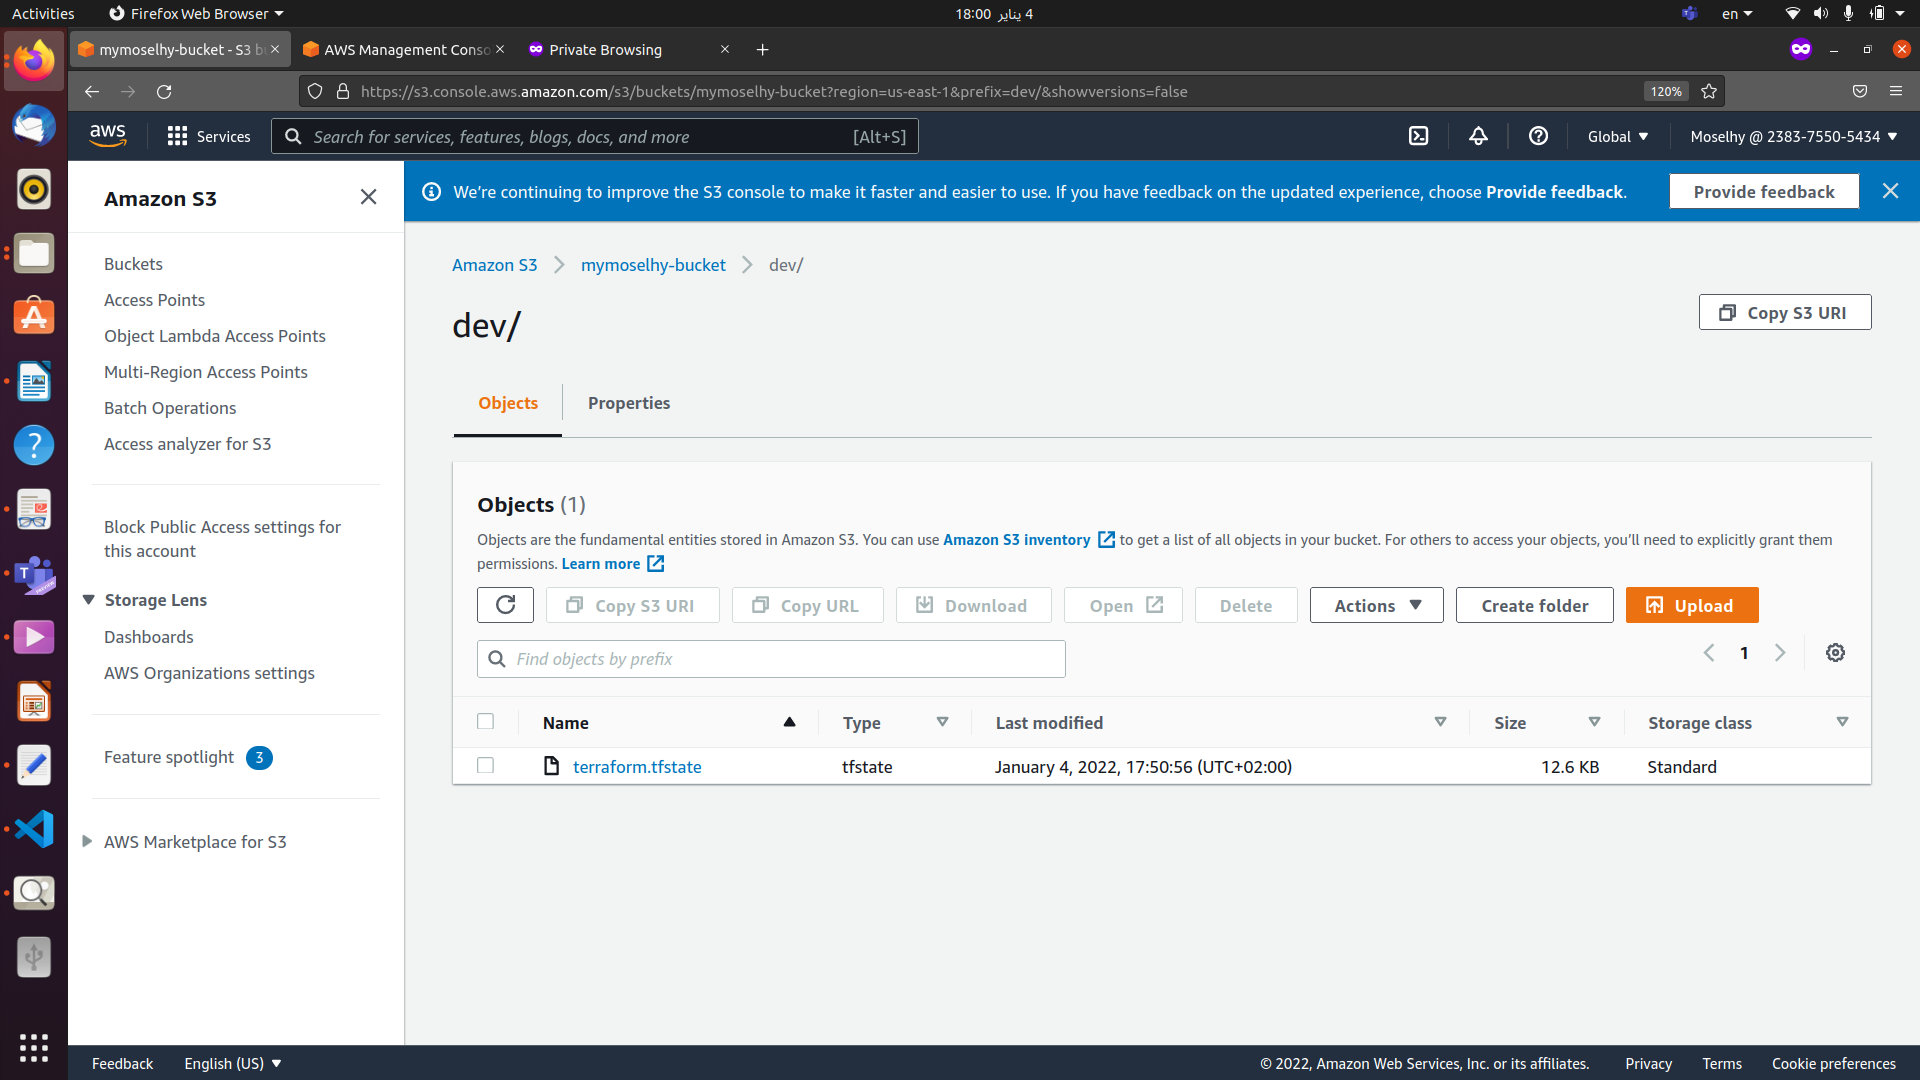 Activities
Firefox Web Browser
4 يناير 18:00
en
mymoselhy-bucket - S3 bu
AWS Management Conso
Private Browsing
https://s3.console.aws.amazon.com/s3/buckets/mymoselhy-bucket?region=us-east-1&prefix=dev/&showversions=false
120%
aws
Services
Search for services, features, blogs, docs, and more
[Alt+S]
Global
Moselhy @ 2383-7550-5434
Amazon S3
We're continuing to improve the S3 console to make it faster and easier to use. If you have feedback on the updated experience, choose Provide feedback.
Provide feedback
Buckets
Access Points
Object Lambda Access Points
Multi-Region Access Points
Batch Operations
Access analyzer for S3
Block Public Access settings for
this account
Storage Lens
Dashboards
AWS Organizations settings
Feature spotlight 3
AWS Marketplace for S3
Amazon S3
mymoselhy-bucket
dev/
dev/
Copy S3 URI
Objects
Properties
Objects (1)
Objects are the fundamental entities stored in Amazon S3. You can use Amazon S3 inventory to get a list of all objects in your bucket. For others to access your objects, you'll need to explicitly grant them
permissions. Learn more
Copy S3 URI
Copy URL
Download
Open
Delete
Actions
Create folder
Upload
Find objects by prefix
1
Name
Type
Last modified
Size
Storage class
terraform.tfstate
tfstate
January 4, 2022, 17:50:56 (UTC+02:00)
12.6 KB
Standard
Feedback
English (US)
© 2022, Amazon Web Services, Inc. or its affiliates.
Privacy
Terms
Cookie preferences